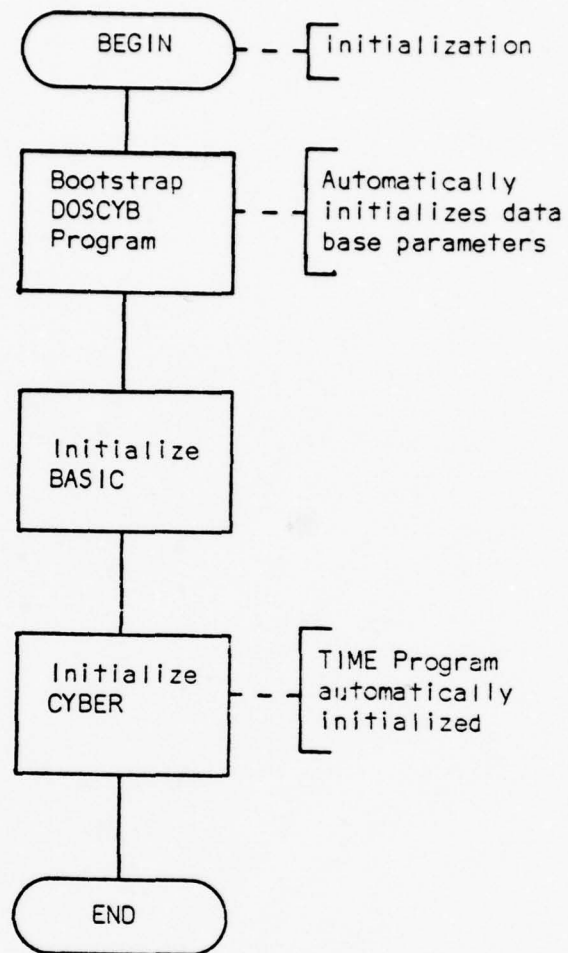 BEGIN
initialization
Bootstrap
DOSCYB
Program
Automatically
initializes data
base parameters
Initialize
BASIC
Initialize
CYBER
TIME Program
automatically
initialized
END